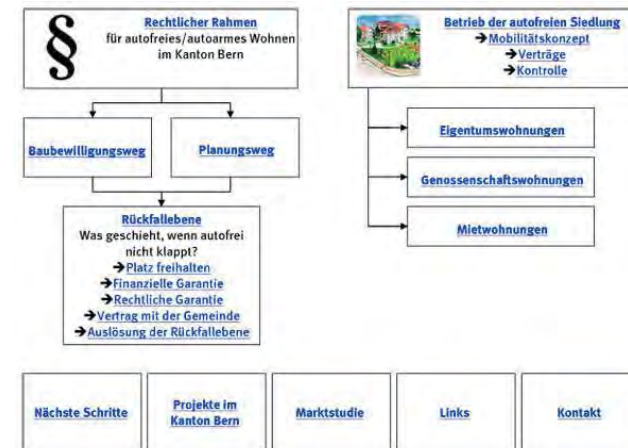 §
Rechtlicher Rahmen
für autofreies/autoarmes Wohnen
im Kanton Bern
Baubewilligungsweg
Planungsweg
Rückfallebene
Was geschieht, wenn autofrei
nicht klappt?
➔Platz freihalten
➔Finanzielle Garantie
➔Rechtliche Garantie
➔Vertrag mit der Gemeinde
➔Auslösung der Rückfallebene
Betrieb der autofreien Siedlung
➔Mobilitätskonzept
➔Verträge
➔Kontrolle
Eigentumswohnungen
Genossenschaftswohnungen
Mietwohnungen
Nächste Schritte
Projekte im
Kanton Bern
Marktstudie
Links
Kontakt